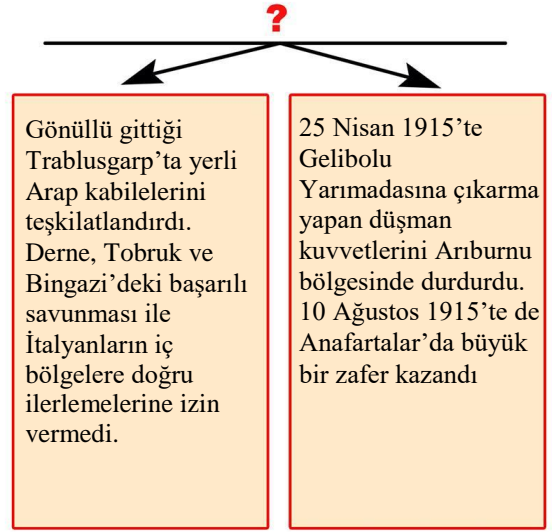 ?
Gönüllü gittiği
Trablusgarp’ta yerli
Arap kabilelerini
teşkilatlandırdı.
Derne, Tobruk ve
Bingazi’deki başarılı
savunması ile
İtalyanların iç
bölgelere doğru
ilerlemelerine izin
vermedi.
25 Nisan 1915’te
Gelibolu
Yarımadasına çıkarma
yapan düşman
kuvvetlerini Arıburnu
bölgesinde durdurdu.
10 Ağustos 1915’te de
Anafartalar’da büyük
bir zafer kazandı